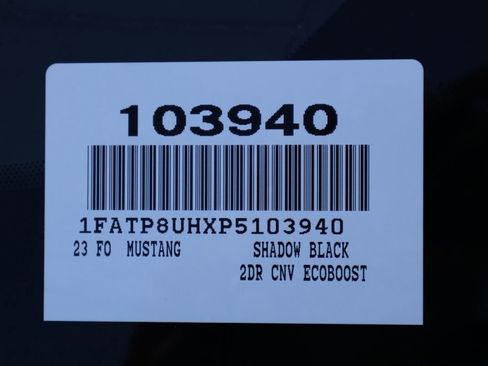 103940
1FATP8UHXP5103940
23 FO MUSTANG SHADOW BLACK
2DR CNV ECOBOOST